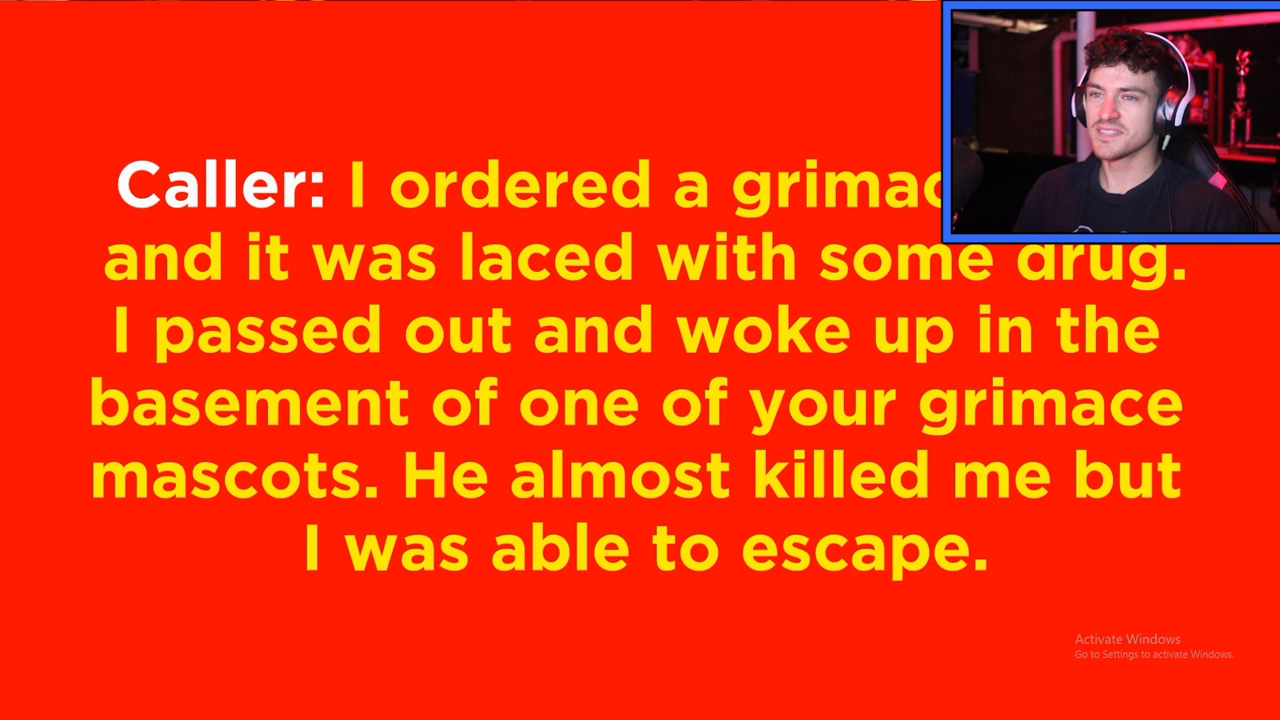 Caller: I ordered a
and it was laced with some drug.
I passed out and woke up in the
basement of one of your grimace
mascots. He almost killed me but
I was able to escape.
Activate Windows
Go to Settings to activate Windows.